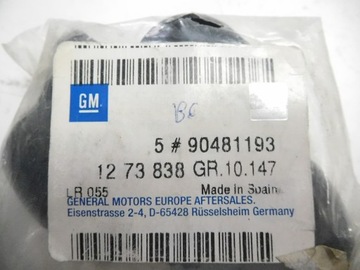 GM
5 # 90481193
12 73 838 GR.10.147
LR 055 Made in Spain
GENERAL MOTORS EUROPE AFTERSALES.
Eisenstrasse 2-4, D-65428 Rüsselsheim Germany